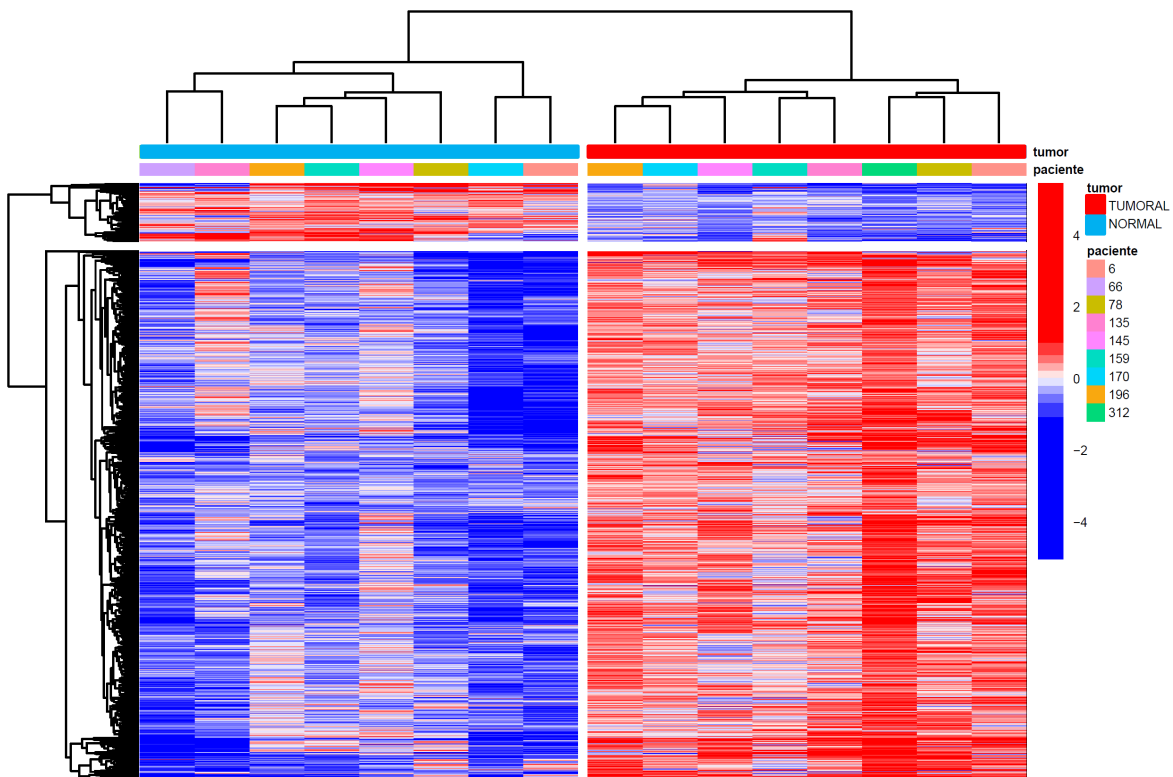 tumor
paciente
4
2
0
−2
−4
tumor
TUMORAL
NORMAL
paciente
6
66
78
135
145
159
170
196
312